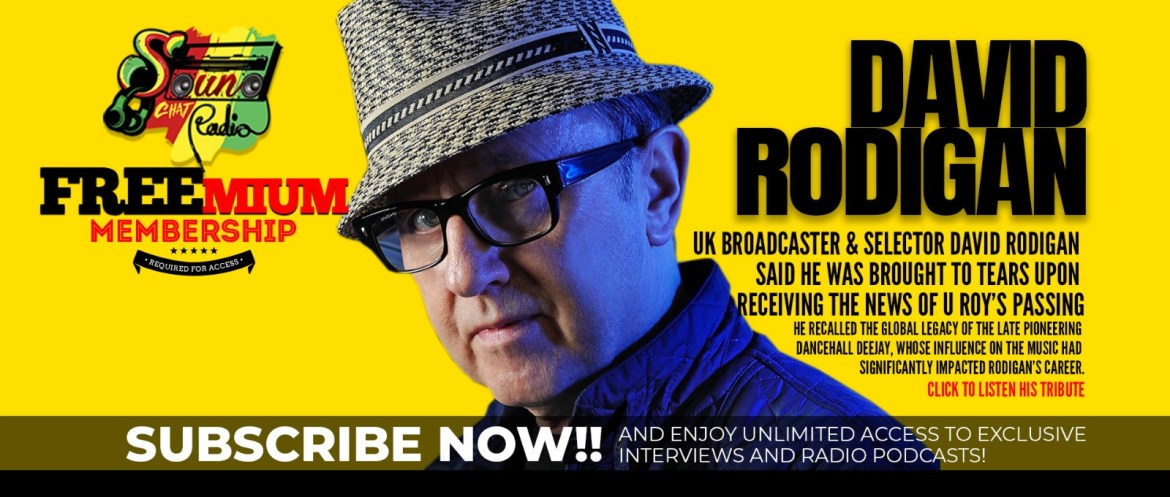 Sound
Chat
Radio
FREEMIUM
MEMBERSHIP
• REQUIRED FOR ACCESS •
DAVID
RODIGAN
UK BROADCASTER & SELECTOR DAVID RODIGAN
SAID HE WAS BROUGHT TO TEARS UPON
RECEIVING THE NEWS OF U ROY'S PASSING
HE RECALLED THE GLOBAL LEGACY OF THE LATE PIONEERING
DANCEHALL DEEJAY, WHOSE INFLUENCE ON THE MUSIC HAD
SIGNIFICANTLY IMPACTED RODIGAN'S CAREER.
CLICK TO LISTEN HIS TRIBUTE
SUBSCRIBE NOW!!
AND ENJOY UNLIMITED ACCESS TO EXCLUSIVE
INTERVIEWS AND RADIO PODCASTS!